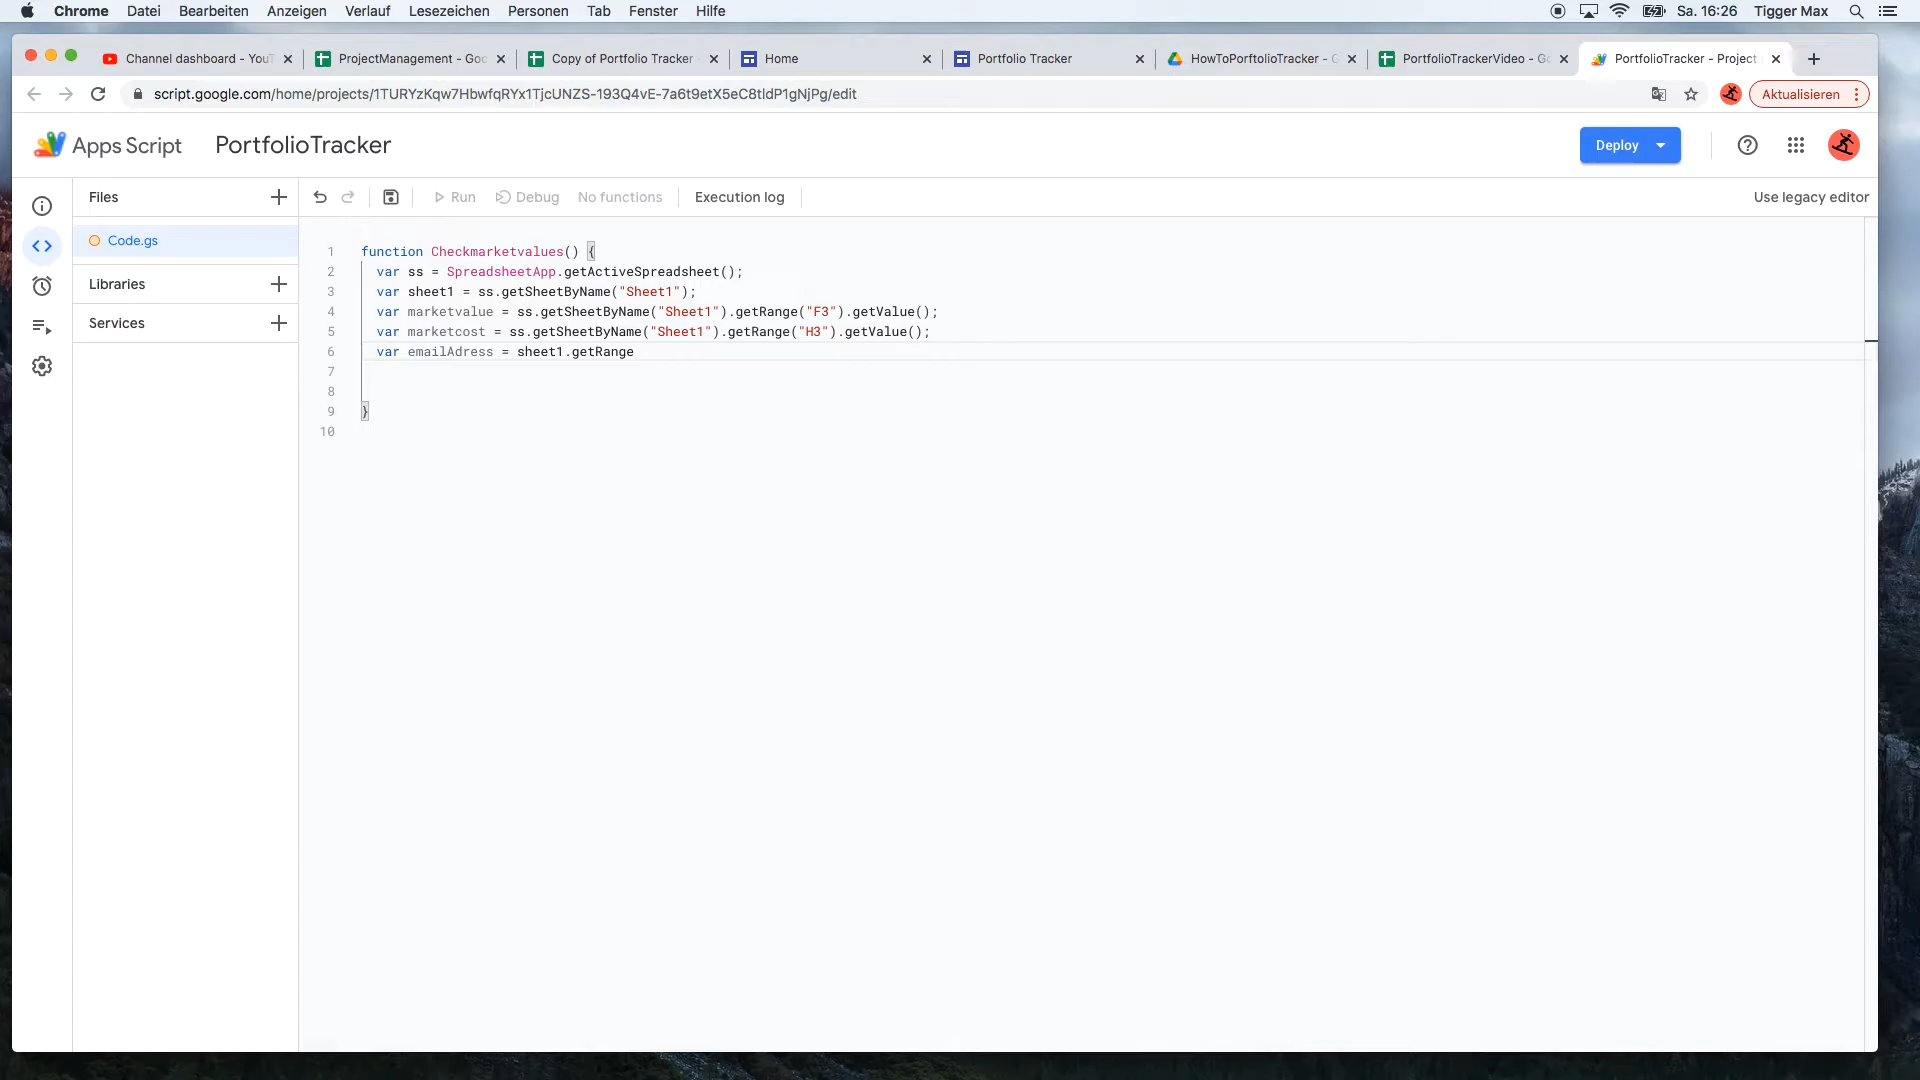 Chrome Datei Bearbeiten Anzeigen Verlauf Lesezeichen Personen Tab Fenster Hilfe Sa. 16:26 Tigger Max
Channel dashboard - YouT ProjectManagement - Goo Copy of Portfolio Tracker Home Portfolio Tracker HowToPorftolioTracker - G PortfolioTrackerVideo - Go PortfolioTracker - Project
script.google.com/home/projects/1TURYzKqw7HbwfqRYx1TjcUNZS-193Q4vE-7a6t9etX5eC8tldP1gNjPg/edit Aktualisieren
Apps Script PortfolioTracker Deploy
Files Run Debug No functions Execution log Use legacy editor
Code.gs
Libraries
Services
1 function Checkmarketvalues() {
2 var ss = SpreadsheetApp.getActiveSpreadsheet();
3 var sheet1 = ss.getSheetByName("Sheet1");
4 var marketvalue = ss.getSheetByName("Sheet1").getRange("F3").getValue();
5 var marketcost = ss.getSheetByName("Sheet1").getRange("H3").getValue();
6 var emailAdress = sheet1.getRange
7
8
9 }
10